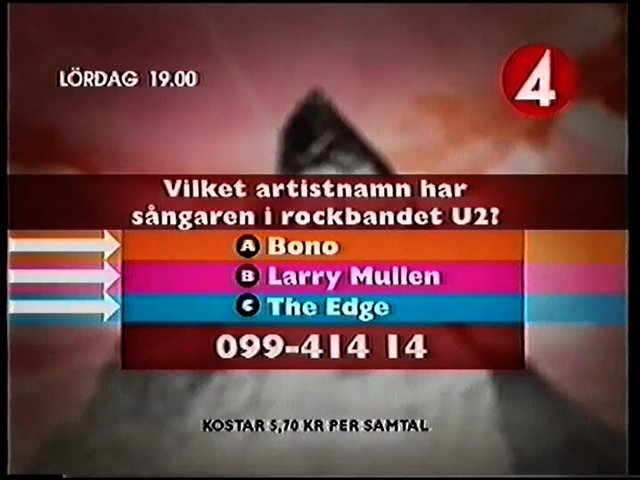 LÖRDAG 19.00
4
Vilket artistnamn har
sångaren i rockbandet U2?
A Bono
B Larry Mullen
C The Edge
099-414 14
KOSTAR 5,70 KR PER SAMTAL